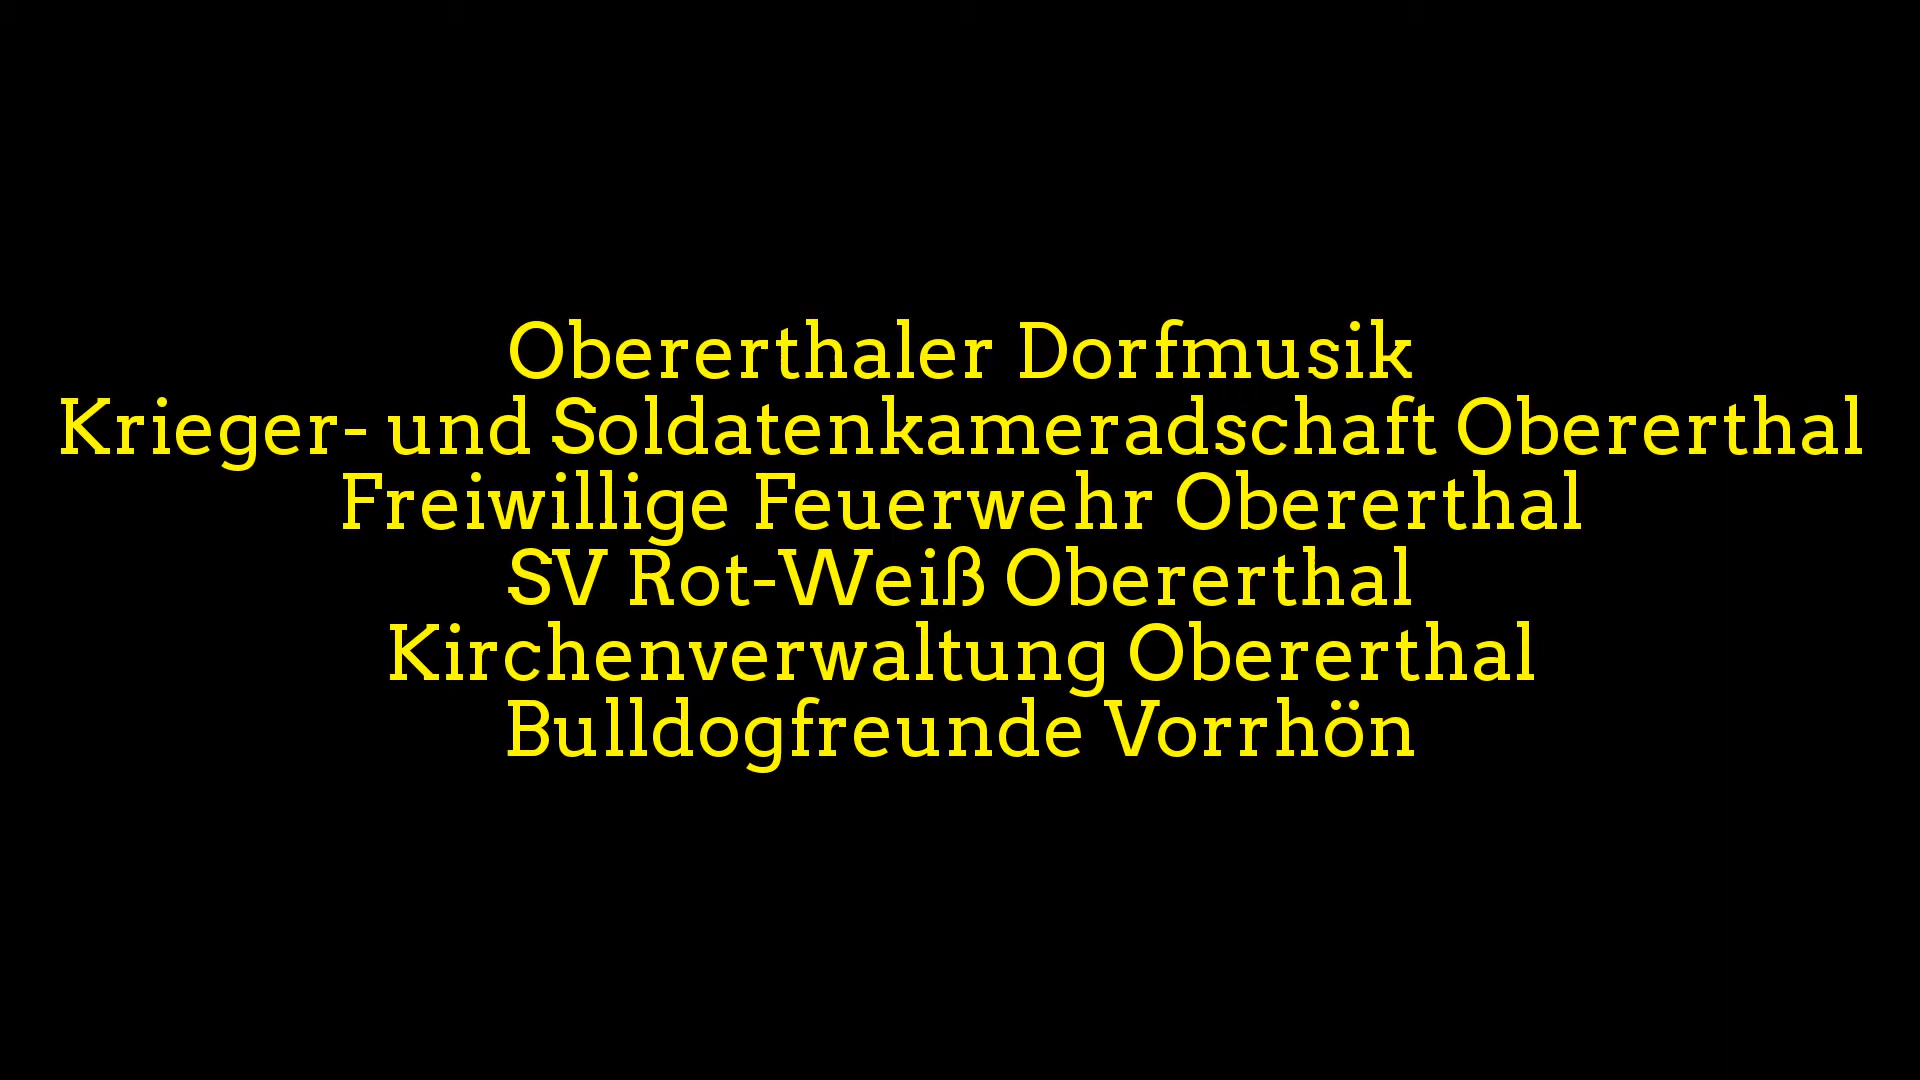 Obererthaler Dorfmusik
Krieger- und Soldatenkameradschaft Obererthal
Freiwillige Feuerwehr Obererthal
SV Rot-Weiß Obererthal
Kirchenverwaltung Obererthal
Bulldogfreunde Vorrhön